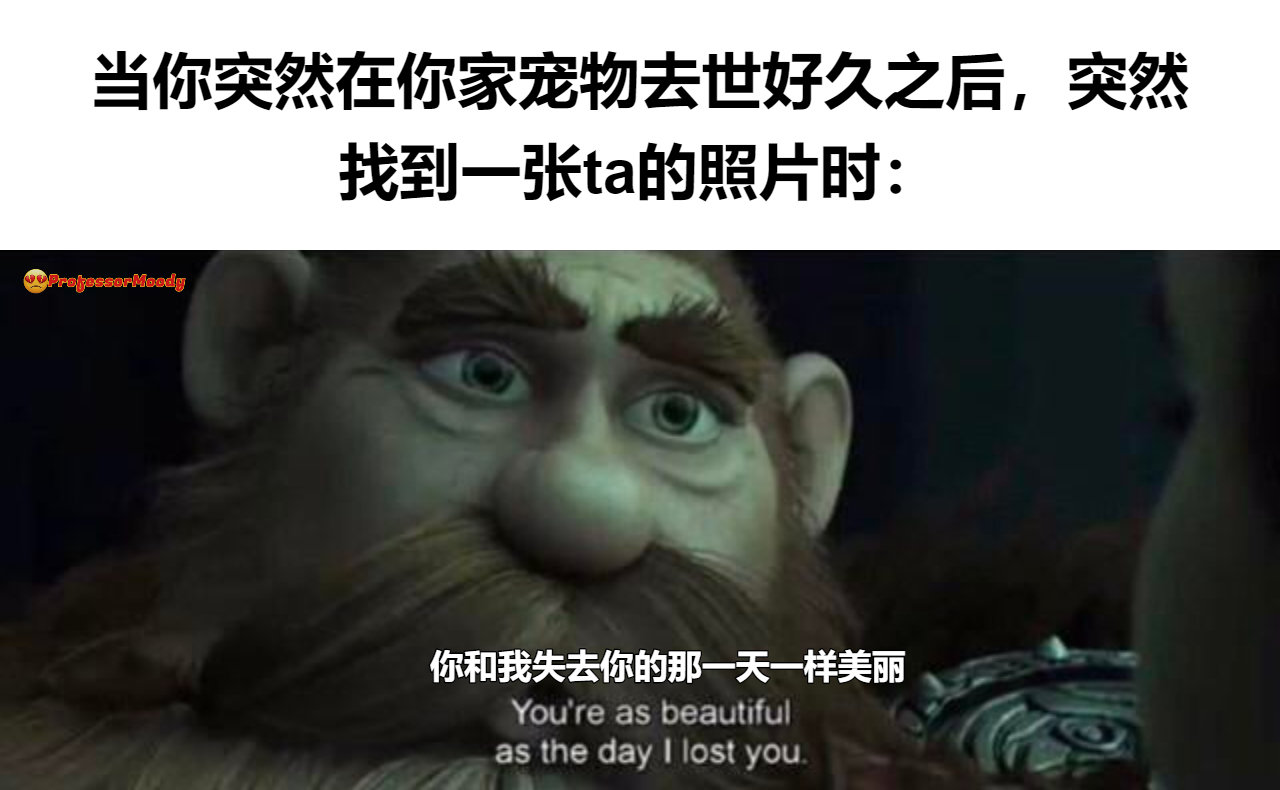 当你突然在你家宠物去世好久之后，突然
找到一张ta的照片时：
ProfessorMoody
你和我失去你的那一天一样美丽
You're as beautiful
as the day I lost you.